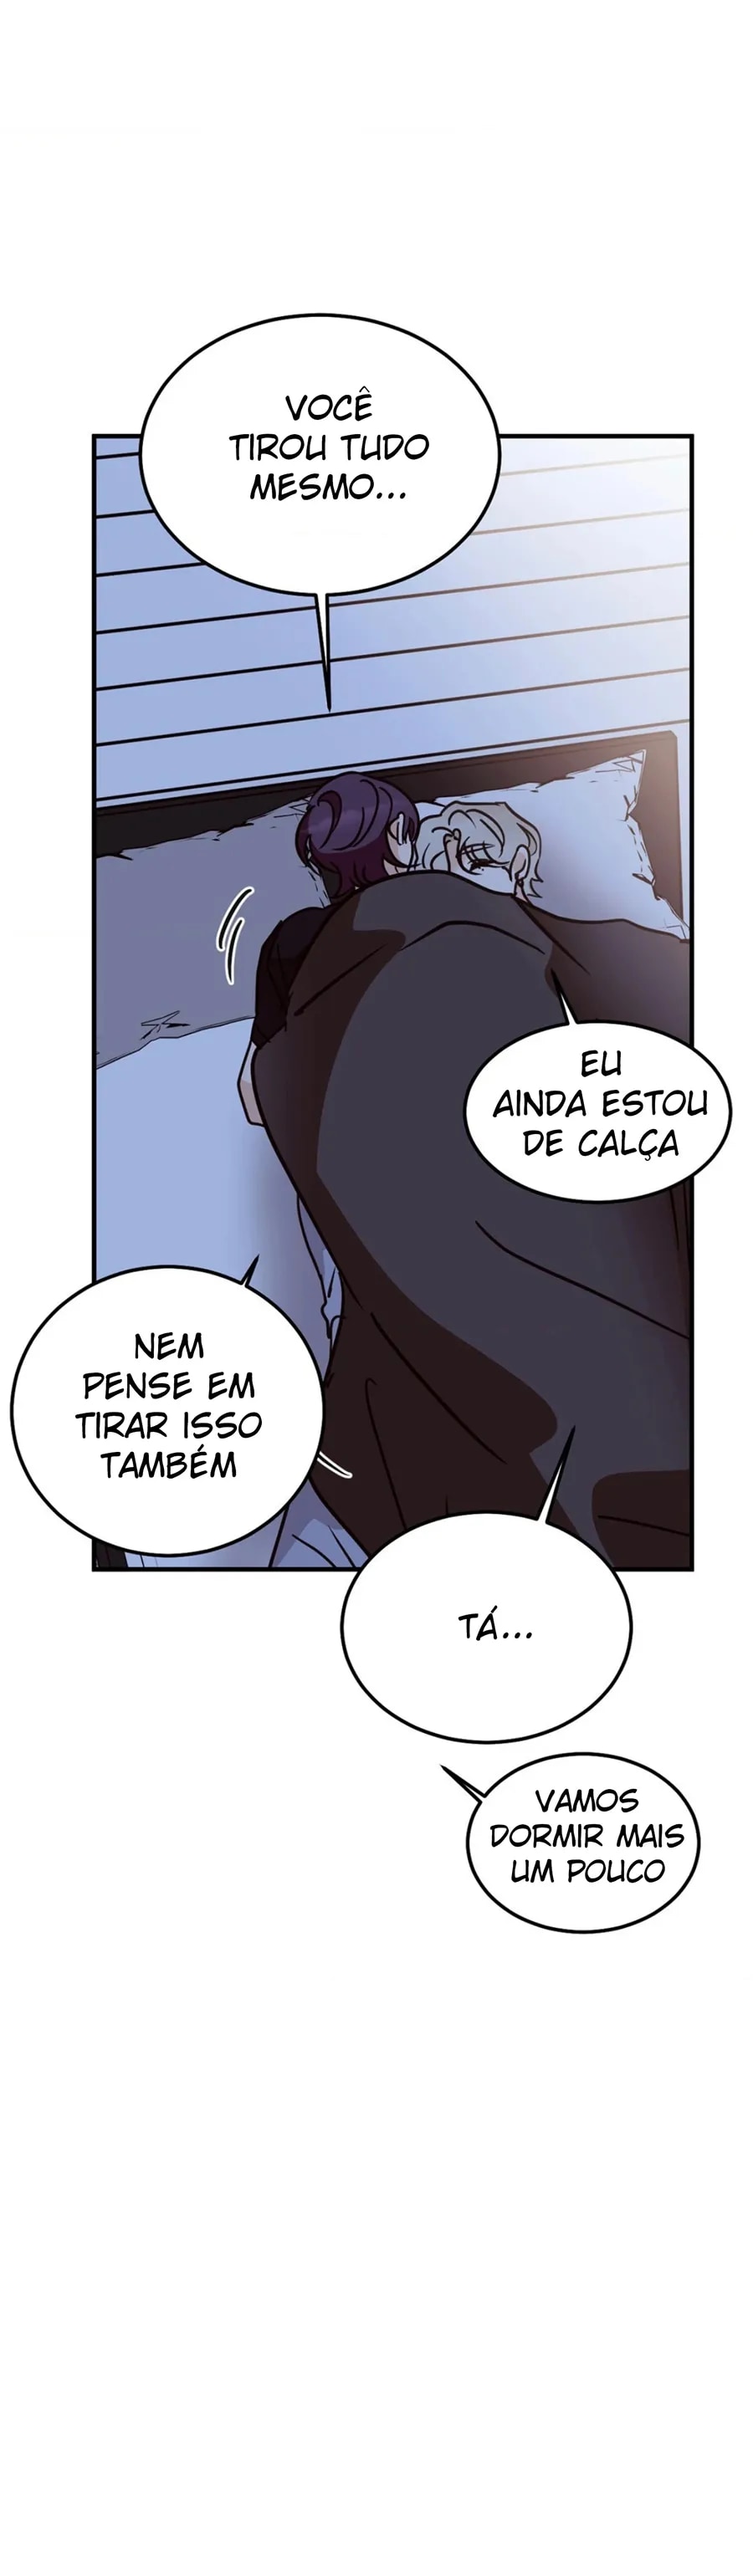 VOCÊ
TIROU TUDO
MESMO...
EU
AINDA ESTOU
DE CALÇA
NEM
PENSE EM
TIRAR ISSO
TAMBÉM
TÁ...
VAMOS
DORMIR MAIS
UM POUCO